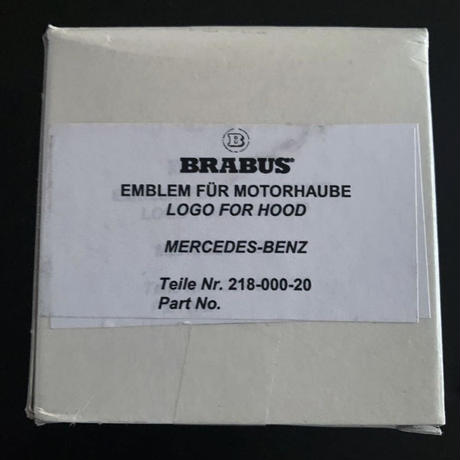 B
BRABUS®
EMBLEM FÜR MOTORHAUBE
LOGO FOR HOOD
MERCEDES-BENZ
Teile Nr. 218-000-20
Part No.